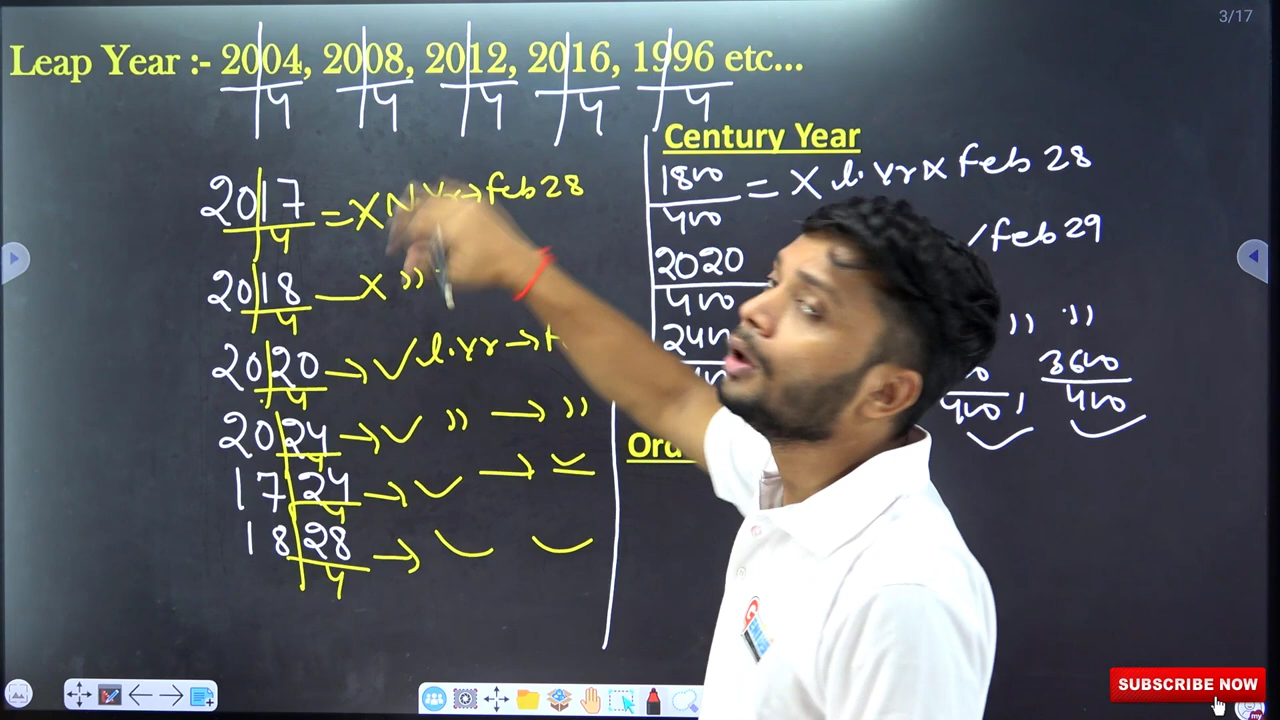 3/17
Leap Year :- 2004, 2008, 2012, 2016, 1996 etc...
4 4 4 4 4
Century Year
2017
4
= X N. Yr → Feb 28
2018
4
— X ))
2020
4
→ ✓ l. yr →
2024
4
→ ✓ )) → ))
1724
4
→ ✓ → ✓
1828
4
→
1800
400
= X l. yr x Feb 28
2020
400
/ Feb 29
2400
)) ))
400,
3600
400
SUBSCRIBE NOW